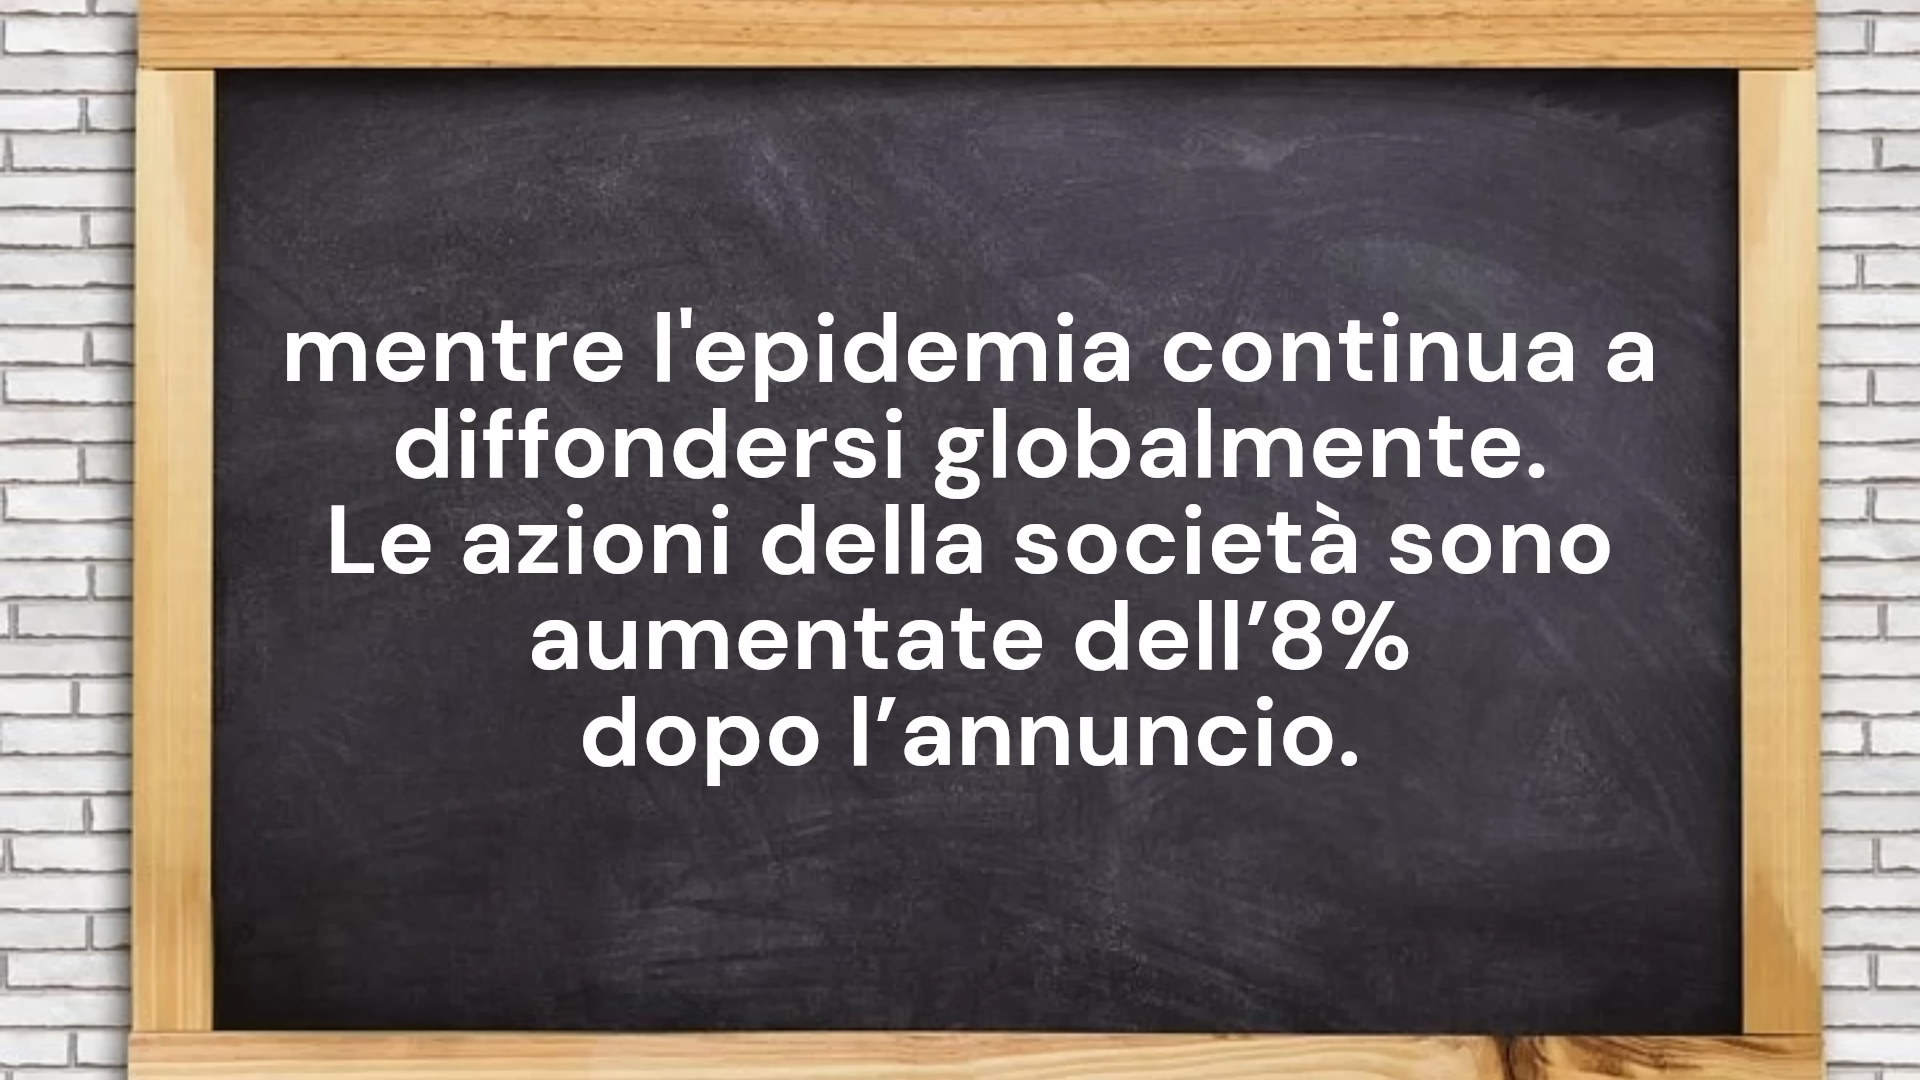 mentre l'epidemia continua a
diffondersi globalmente.
Le azioni della società sono
aumentate dell’8%
dopo l’annuncio.